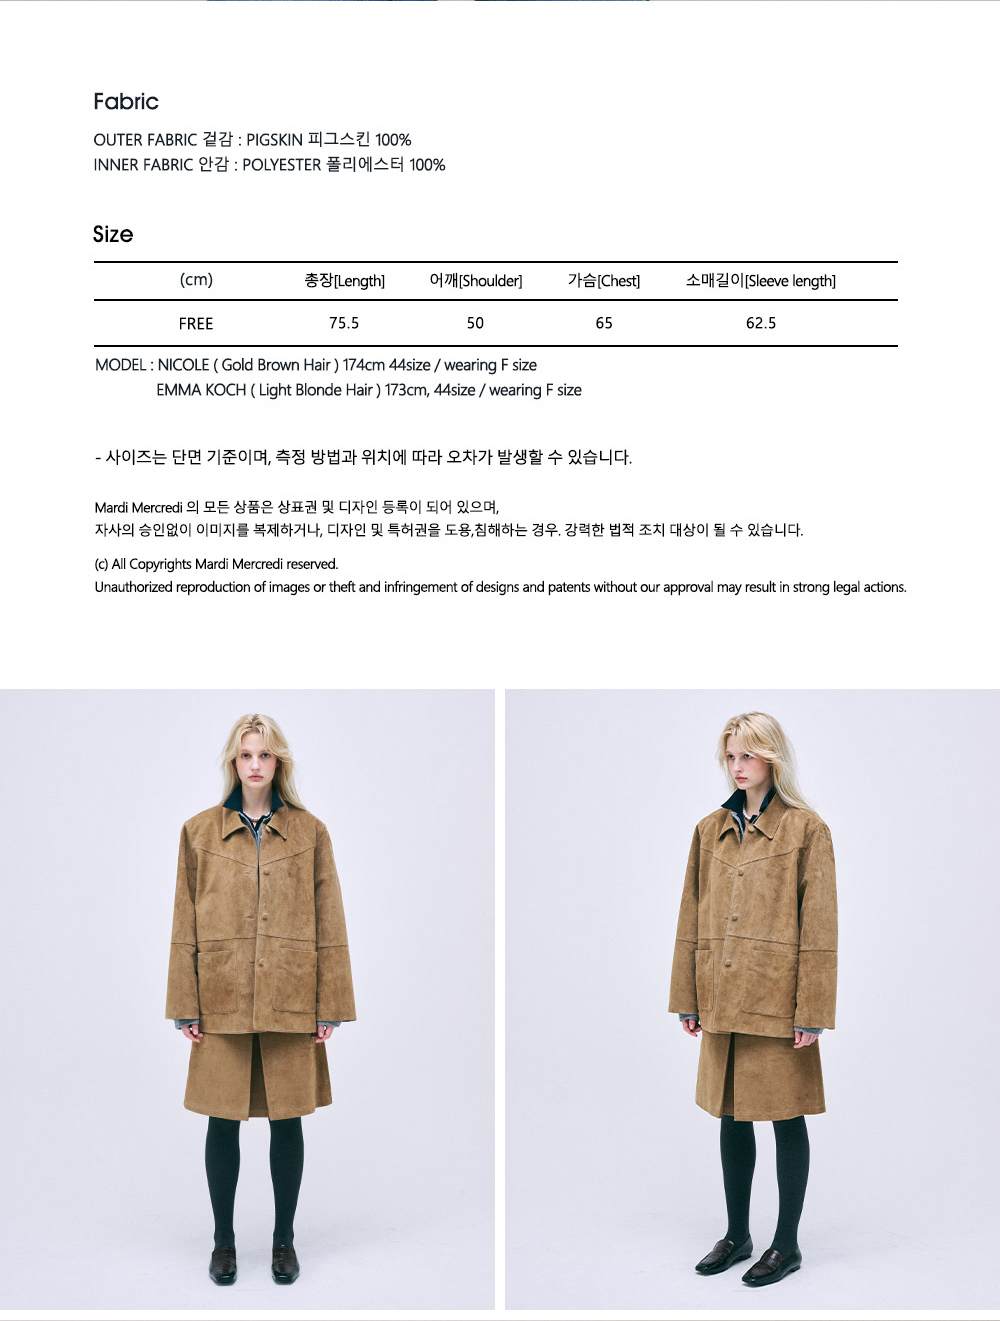 Fabric
OUTER FABRIC 겉감 : PIGSKIN 피그스킨 100%
INNER FABRIC 안감 : POLYESTER 폴리에스터 100%
Size
(cm) 총장[Length] 어깨[Shoulder] 가슴[Chest] 소매길이[Sleeve length]
FREE 75.5 50 65 62.5
MODEL : NICOLE ( Gold Brown Hair ) 174cm 44size / wearing F size
EMMA KOCH ( Light Blonde Hair ) 173cm, 44size / wearing F size
- 사이즈는 단면 기준이며, 측정 방법과 위치에 따라 오차가 발생할 수 있습니다.
Mardi Mercredi 의 모든 상품은 상표권 및 디자인 등록이 되어 있으며,
자사의 승인없이 이미지를 복제하거나, 디자인 및 특허권을 도용,침해하는 경우. 강력한 법적 조치 대상이 될 수 있습니다.
(c) All Copyrights Mardi Mercredi reserved.
Unauthorized reproduction of images or theft and infringement of designs and patents without our approval may result in strong legal actions.